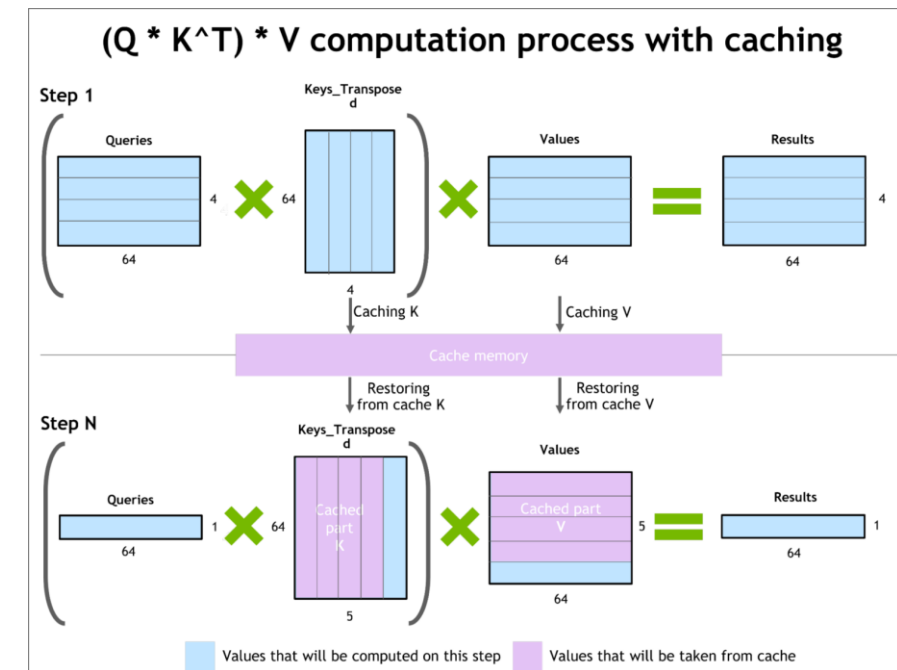 (Q * K^T) * V computation process with caching
Step 1
Keys_Transpose
d
Queries
Values
Results
4
64
4
64
64
64
4
Caching K
Caching V
Cache memory
Restoring
from cache K
Restoring
from cache V
Step N
Keys_Transpose
d
Values
Queries
Results
Cached
part
K
Cached part
V
1
64
5
1
64
64
64
5
Values that will be computed on this step
Values that will be taken from cache